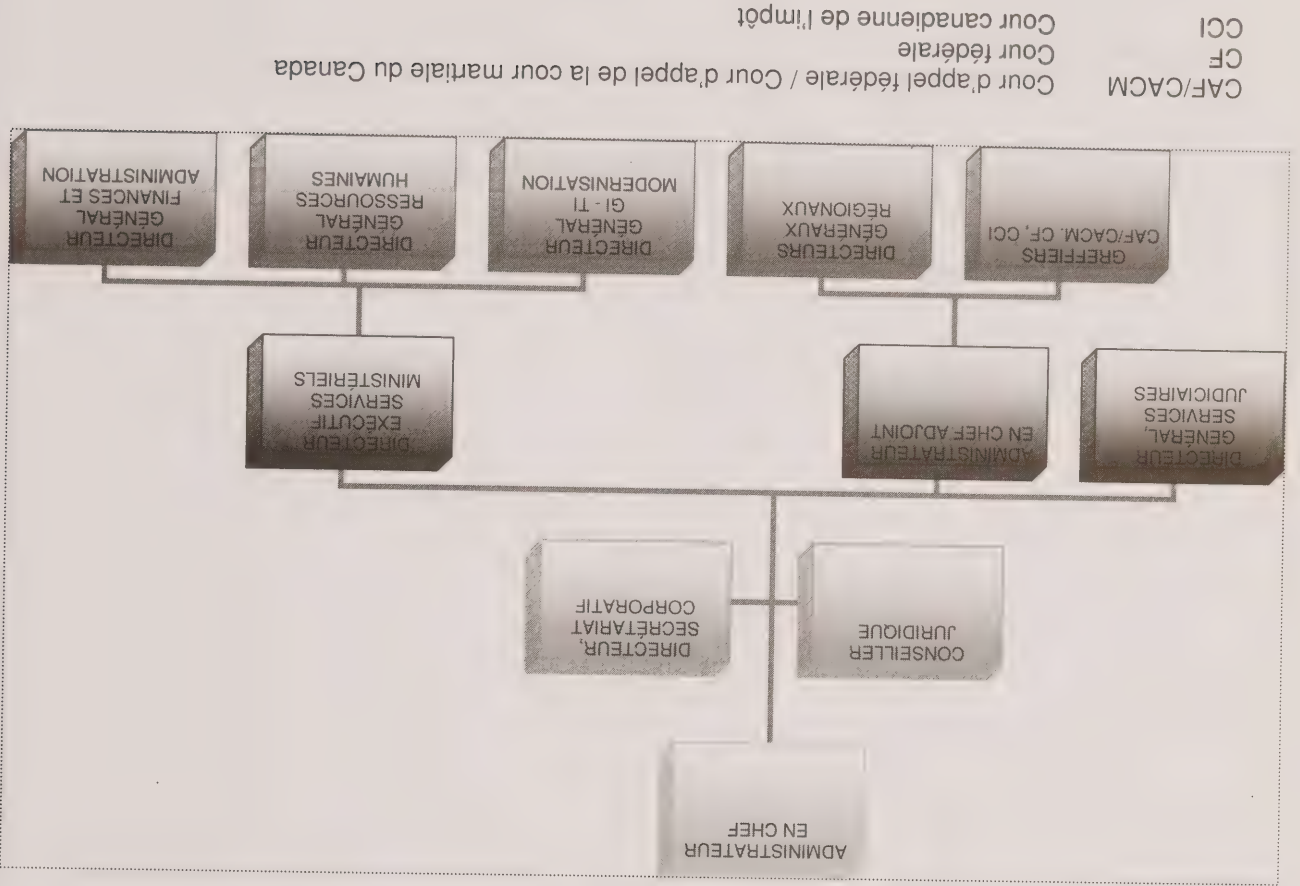 ADMINISTRATEUR
EN CHEF
CONSEILLER
JURIDIQUE
DIRECTEUR,
SECRÉTARIAT
CORPORATIF
DIRECTEUR
GÉNÉRAL,
SERVICES
JUDICIAIRES
ADMINISTRATEUR
EN CHEF ADJOINT
DIRECTEUR
EXÉCUTIF
SERVICES
MINISTÉRIELS
GREFFIERS
CAF/CACM. CF, CCI
DIRECTEURS
GÉNÉRAUX
RÉGIONAUX
DIRECTEUR
GÉNÉRAL
GI - TI
MODERNISATION
DIRECTEUR
GÉNÉRAL
RESSOURCES
HUMAINES
DIRECTEUR
GÉNÉRAL
FINANCES ET
ADMINISTRATION
CAF/CACM Cour d'appel fédérale / Cour d'appel de la cour martiale du Canada
CF Cour fédérale
CCI Cour canadienne de l'impôt